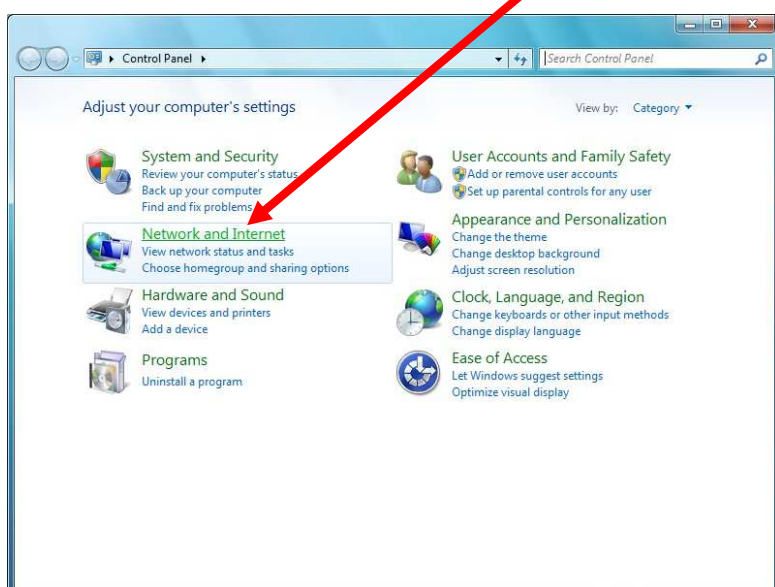 Control Panel
Search Control Panel
Adjust your computer's settings
View by: Category
System and Security
Review your computer's status
Back up your computer
Find and fix problems
Network and Internet
View network status and tasks
Choose homegroup and sharing options
Hardware and Sound
View devices and printers
Add a device
Programs
Uninstall a program
User Accounts and Family Safety
Add or remove user accounts
Set up parental controls for any user
Appearance and Personalization
Change the theme
Change desktop background
Adjust screen resolution
Clock, Language, and Region
Change keyboards or other input methods
Change display language
Ease of Access
Let Windows suggest settings
Optimize visual display